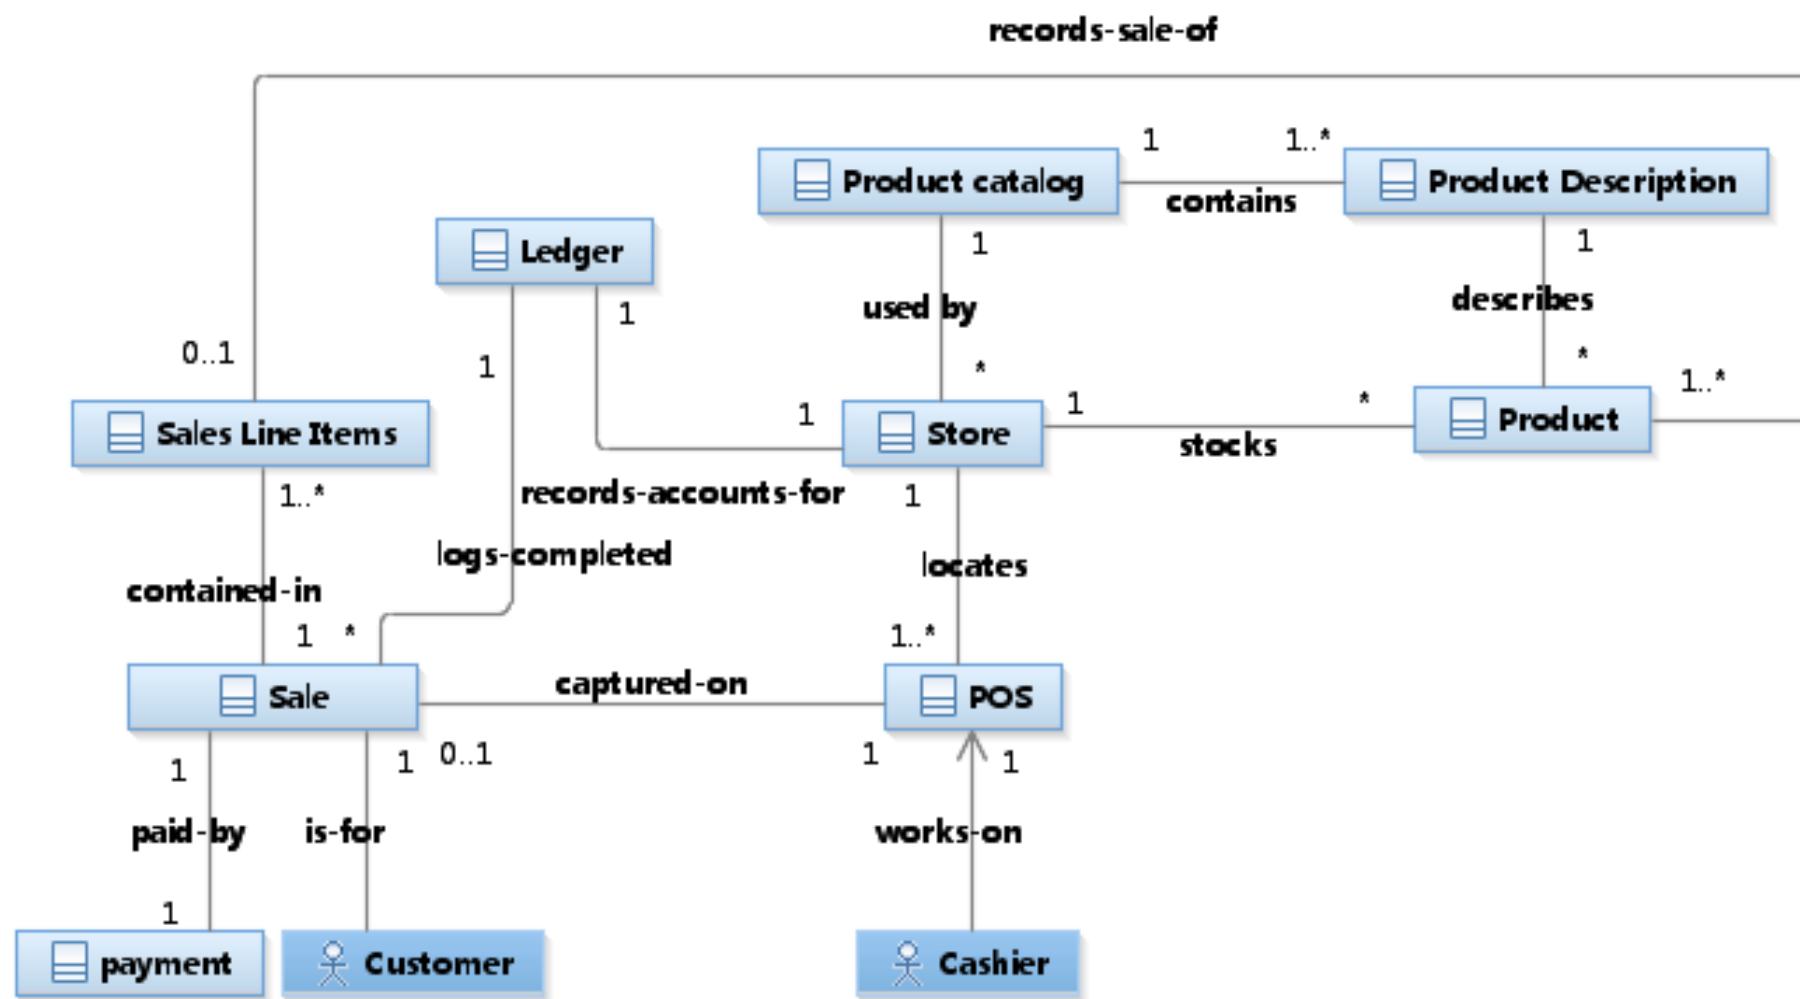 records-sale-of
1
1..*
Product catalog
Product Description
contains
Ledger
1
1
used by
describes
1
1
0..1
*
*
1..*
Sales Line Items
1
Store
1
stocks
*
Product
1..*
records-accounts-for
1
logs-completed
locates
contained-in
1
*
1..*
Sale
captured-on
POS
1
1
0..1
1
1
paid-by
is-for
works-on
1
payment
Customer
Cashier